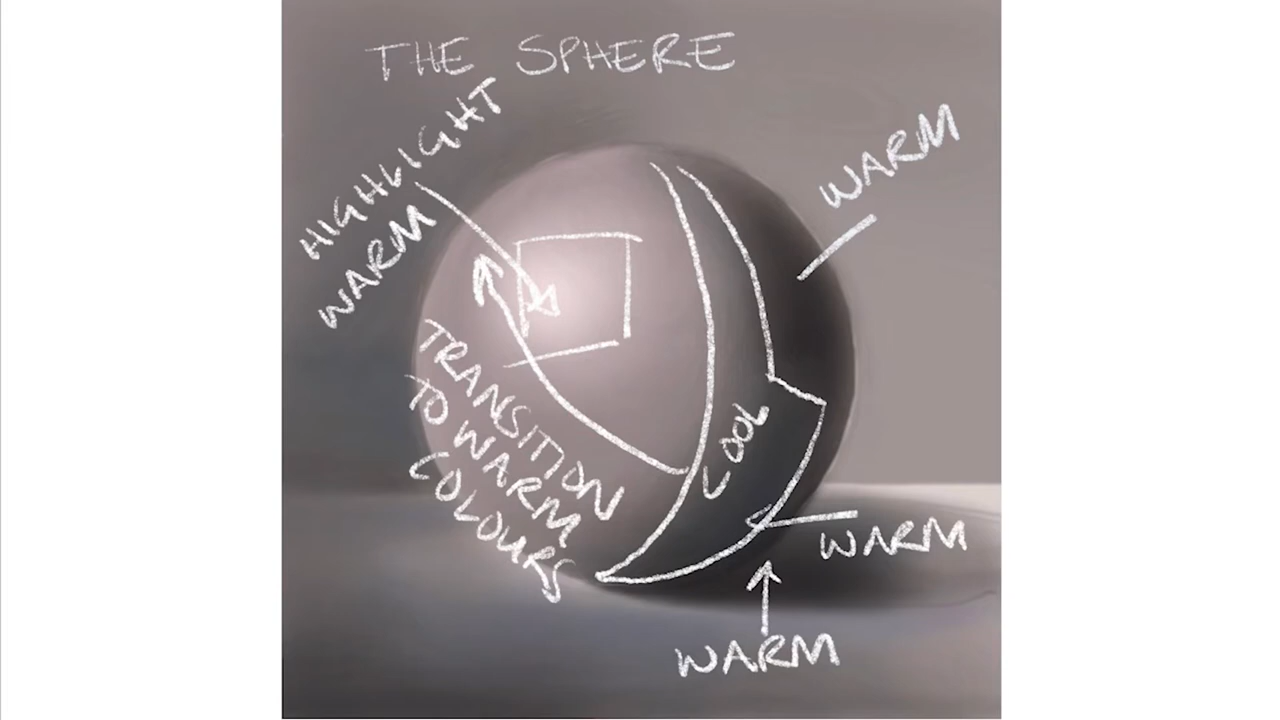 THE SPHERE
HIGHLIGHT
WARM
WARM
TRANSITION
TO WARM
COLOURS
COOL
WARM
WARM